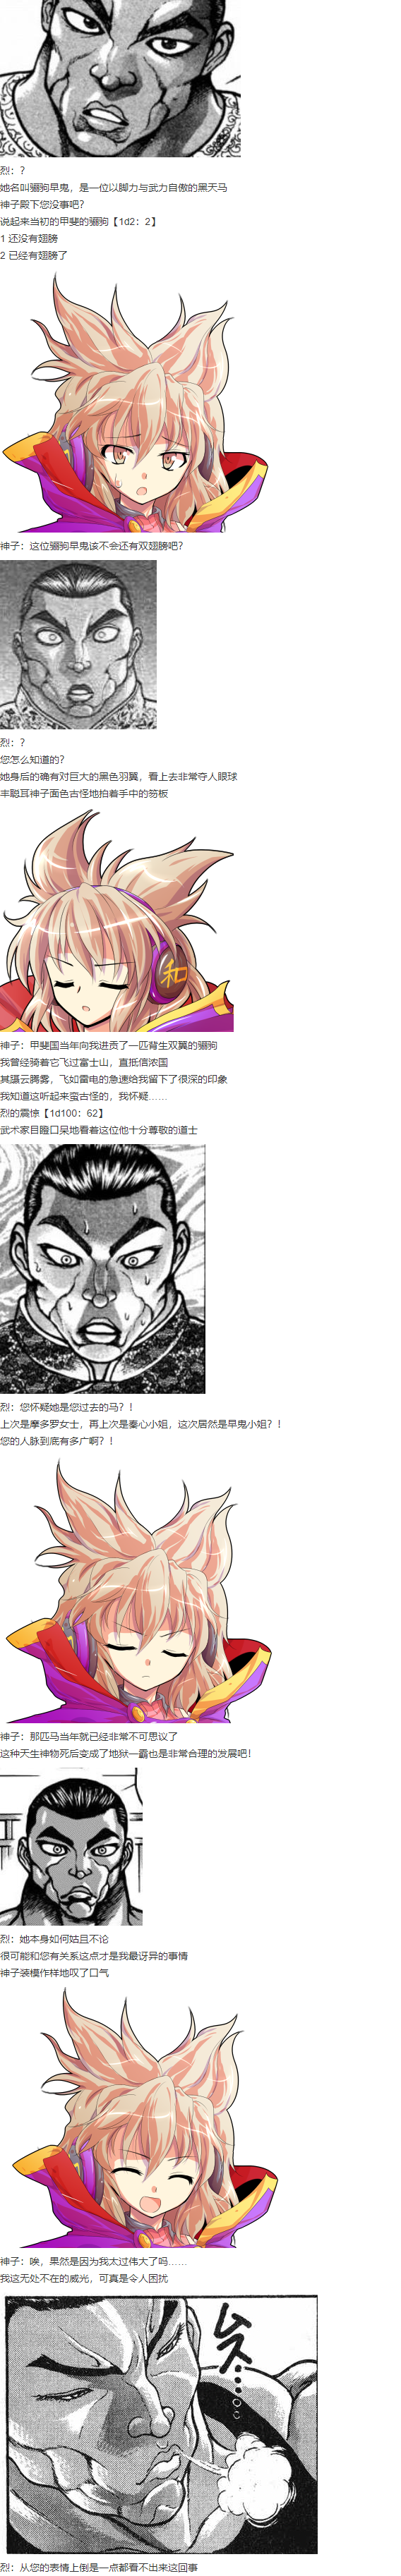 烈：？
她名叫骊驹早鬼，是一位以脚力与武力自傲的黑天马
神子殿下您没事吧？
说起来当初的甲斐的骊驹【1d2：2】
1 还没有翅膀
2 已经有翅膀了
神子：这位骊驹早鬼该不会还有双翅膀吧？
烈：？
您怎么知道的？
她身后的确有对巨大的黑色羽翼，看上去非常夺人眼球
丰聪耳神子面色古怪地拍着手中的笏板
和
神子：甲斐国当年向我进贡了一匹背生双翼的骊驹
我曾经骑着它飞过富士山，直抵信浓国
其蹑云腾雾，飞如雷电的急速给我留下了很深的印象
我知道这听起来蛮古怪的，我怀疑……
烈的震惊【1d100：62】
武术家目瞪口呆地看着这位他十分尊敬的道士
烈：您怀疑她是您过去的马？！
上次是摩多罗女士，再上次是秦心小姐，这次居然是早鬼小姐？！
您的人脉到底有多广啊？！
神子：那匹马当年就已经非常不可思议了
这种天生神物死后变成了地狱一霸也是非常合理的发展吧！
烈：她本身如何姑且不论
很可能和您有关系这点才是我最讶异的事情
神子装模作样地叹了口气
神子：唉，果然是因为我太过伟大了吗……
我这无处不在的威光，可真是令人困扰
ムス…
烈：从您的表情上倒是一点都看不出来这回事